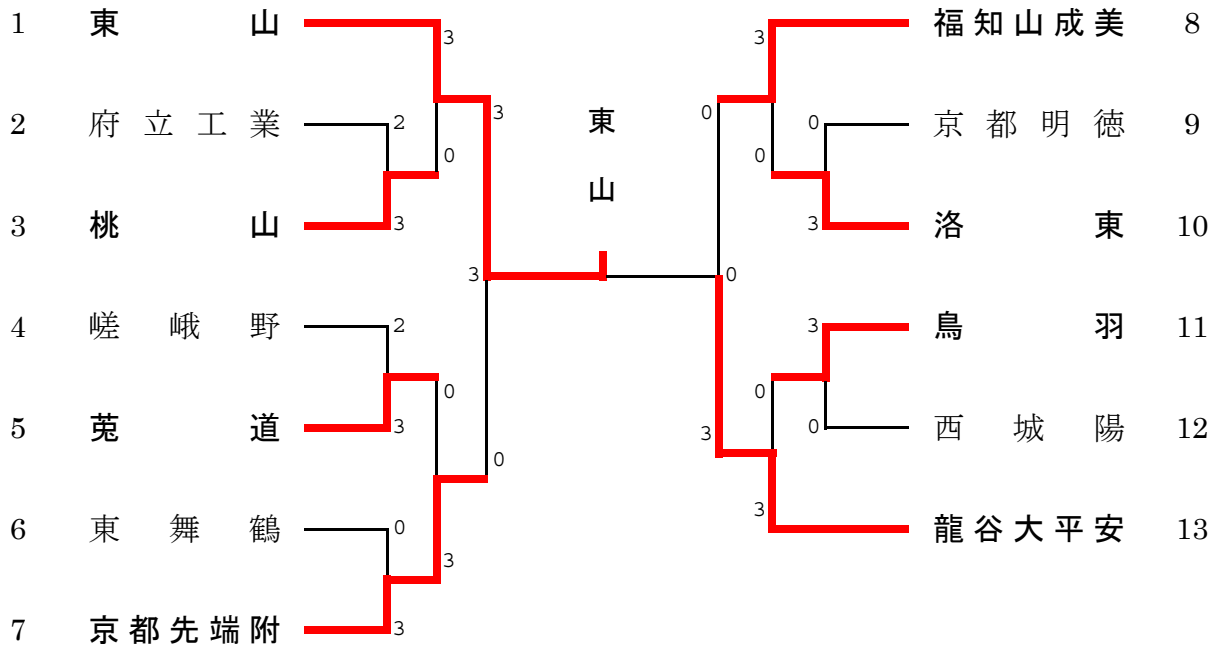 1 東山 3 3 福知山成美 8
3 東 0
2 府立工業 2 0 京都明徳 9
0 0
山
3 桃山 3 3 洛東 10
3 0
4 嵯峨野 2 3 鳥羽 11
0 0
5 莵道 3 0 西城陽 12
3
0
6 東舞鶴 0 3 龍谷大平安 13
3
7 京都先端附 3